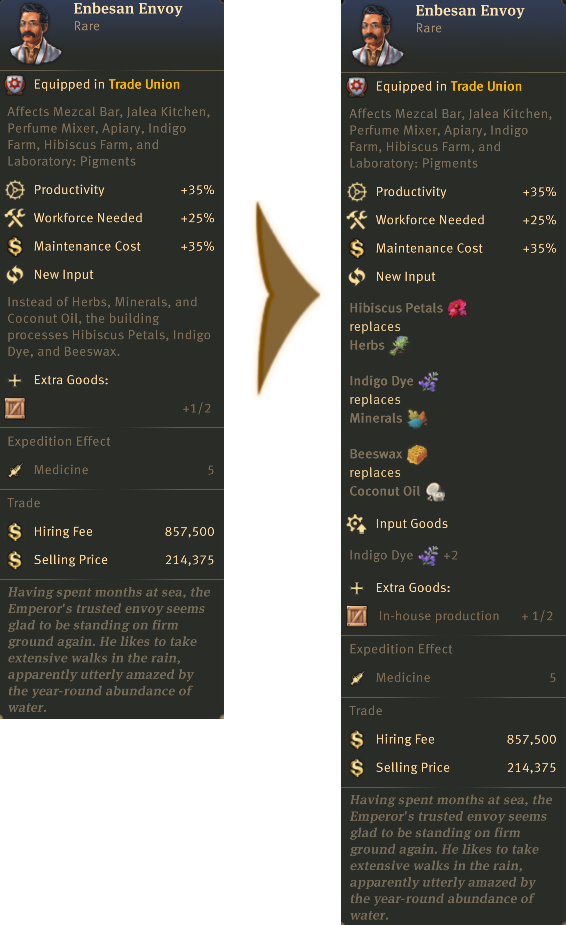 Enbesan Envoy
Rare
Equipped in Trade Union
Affects Mezcal Bar, Jalea Kitchen,
Perfume Mixer, Apiary, Indigo
Farm, Hibiscus Farm, and
Laboratory: Pigments
Productivity +35%
Workforce Needed +25%
Maintenance Cost +35%
New Input
Instead of Herbs, Minerals, and
Coconut Oil, the building
processes Hibiscus Petals, Indigo
Dye, and Beeswax.
Extra Goods:
+1/2
Expedition Effect
Medicine 5
Trade
Hiring Fee 857,500
Selling Price 214,375
Having spent months at sea, the
Emperor's trusted envoy seems
glad to be standing on firm
ground again. He likes to take
extensive walks in the rain,
apparently utterly amazed by
the year-round abundance of
water.
Enbesan Envoy
Rare
Equipped in Trade Union
Affects Mezcal Bar, Jalea Kitchen,
Perfume Mixer, Apiary, Indigo
Farm, Hibiscus Farm, and
Laboratory: Pigments
Productivity +35%
Workforce Needed +25%
Maintenance Cost +35%
New Input
Hibiscus Petals
replaces
Herbs
Indigo Dye
replaces
Minerals
Beeswax
replaces
Coconut Oil
Input Goods
Indigo Dye +2
Extra Goods:
In-house production + 1/2
Expedition Effect
Medicine 5
Trade
Hiring Fee 857,500
Selling Price 214,375
Having spent months at sea, the
Emperor's trusted envoy seems
glad to be standing on firm
ground again. He likes to take
extensive walks in the rain,
apparently utterly amazed by
the year-round abundance of
water.